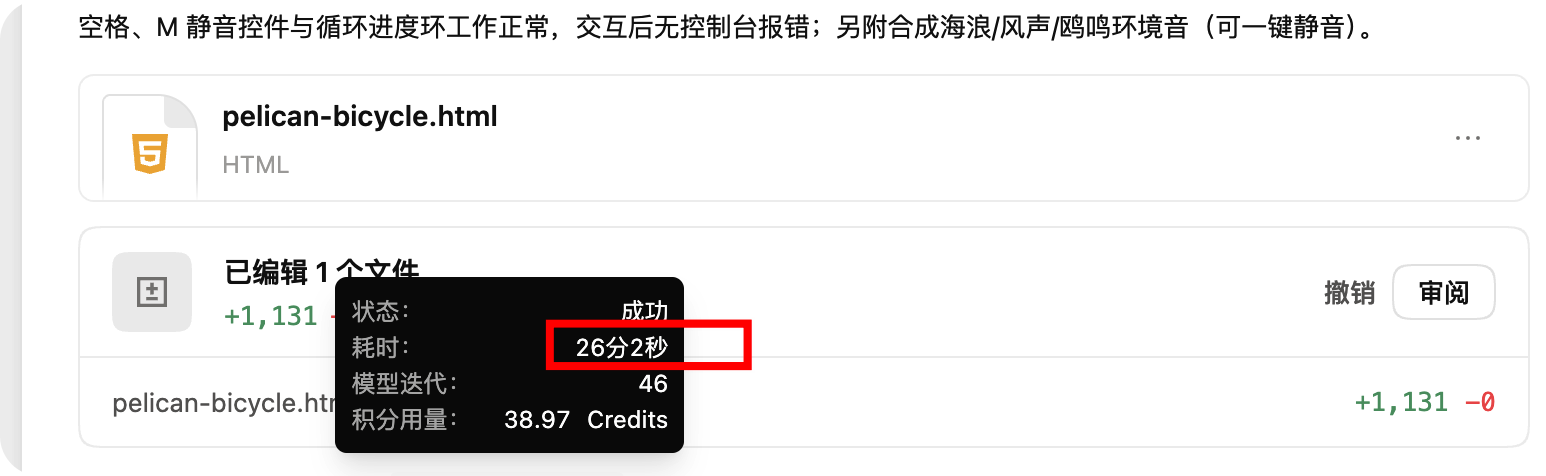 空格、M 静音控件与循环进度环工作正常，交互后无控制台报错；另附合成海浪/风声/鸥鸣环境音（可一键静音）。
pelican-bicycle.html
HTML
已编辑 1 个文件
+1,131
撤销
审阅
状态：
成功
耗时：
26分2秒
模型迭代：
46
积分用量：
38.97 Credits
pelican-bicycle.htm
+1,131 -0